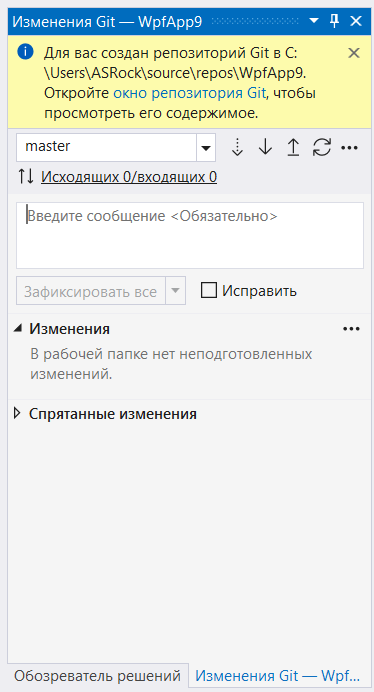 Изменения Git — WpfApp9
Для вас создан репозиторий Git в C:
\Users\ASRock\source\repos\WpfApp9.
Откройте окно репозитория Git, чтобы
просмотреть его содержимое.
master
Исходящих 0/входящих 0
Введите сообщение <Обязательно>
Зафиксировать все
Исправить
Изменения
В рабочей папке нет неподготовленных
изменений.
Спрятанные изменения
Обозреватель решений
Изменения Git — Wpf...